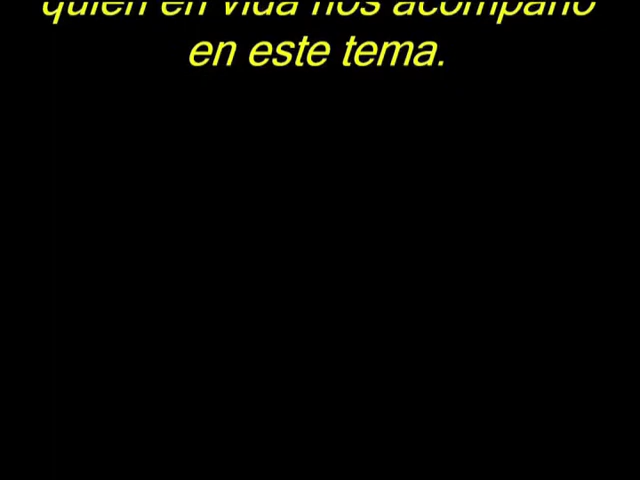 quien en vida nos acompañó
en este tema.